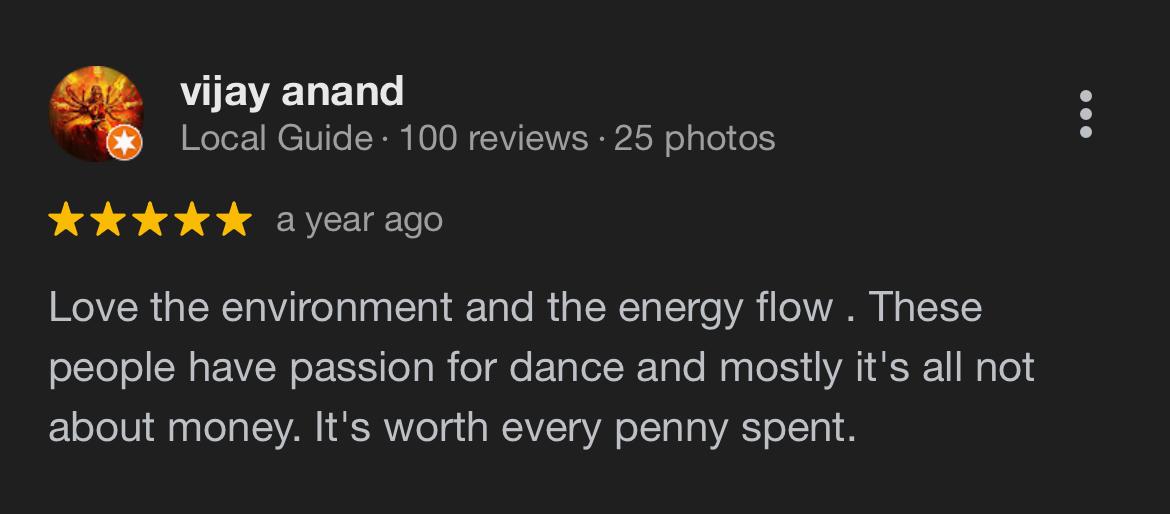 vijay anand
Local Guide · 100 reviews · 25 photos
a year ago
Love the environment and the energy flow . These
people have passion for dance and mostly it's all not
about money. It's worth every penny spent.